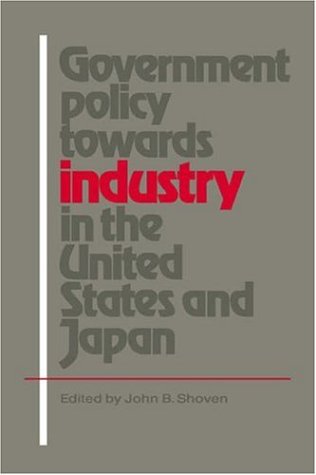 Government
policy
towards
industry
in the
United
States and
Japan
Edited by John B. Shoven